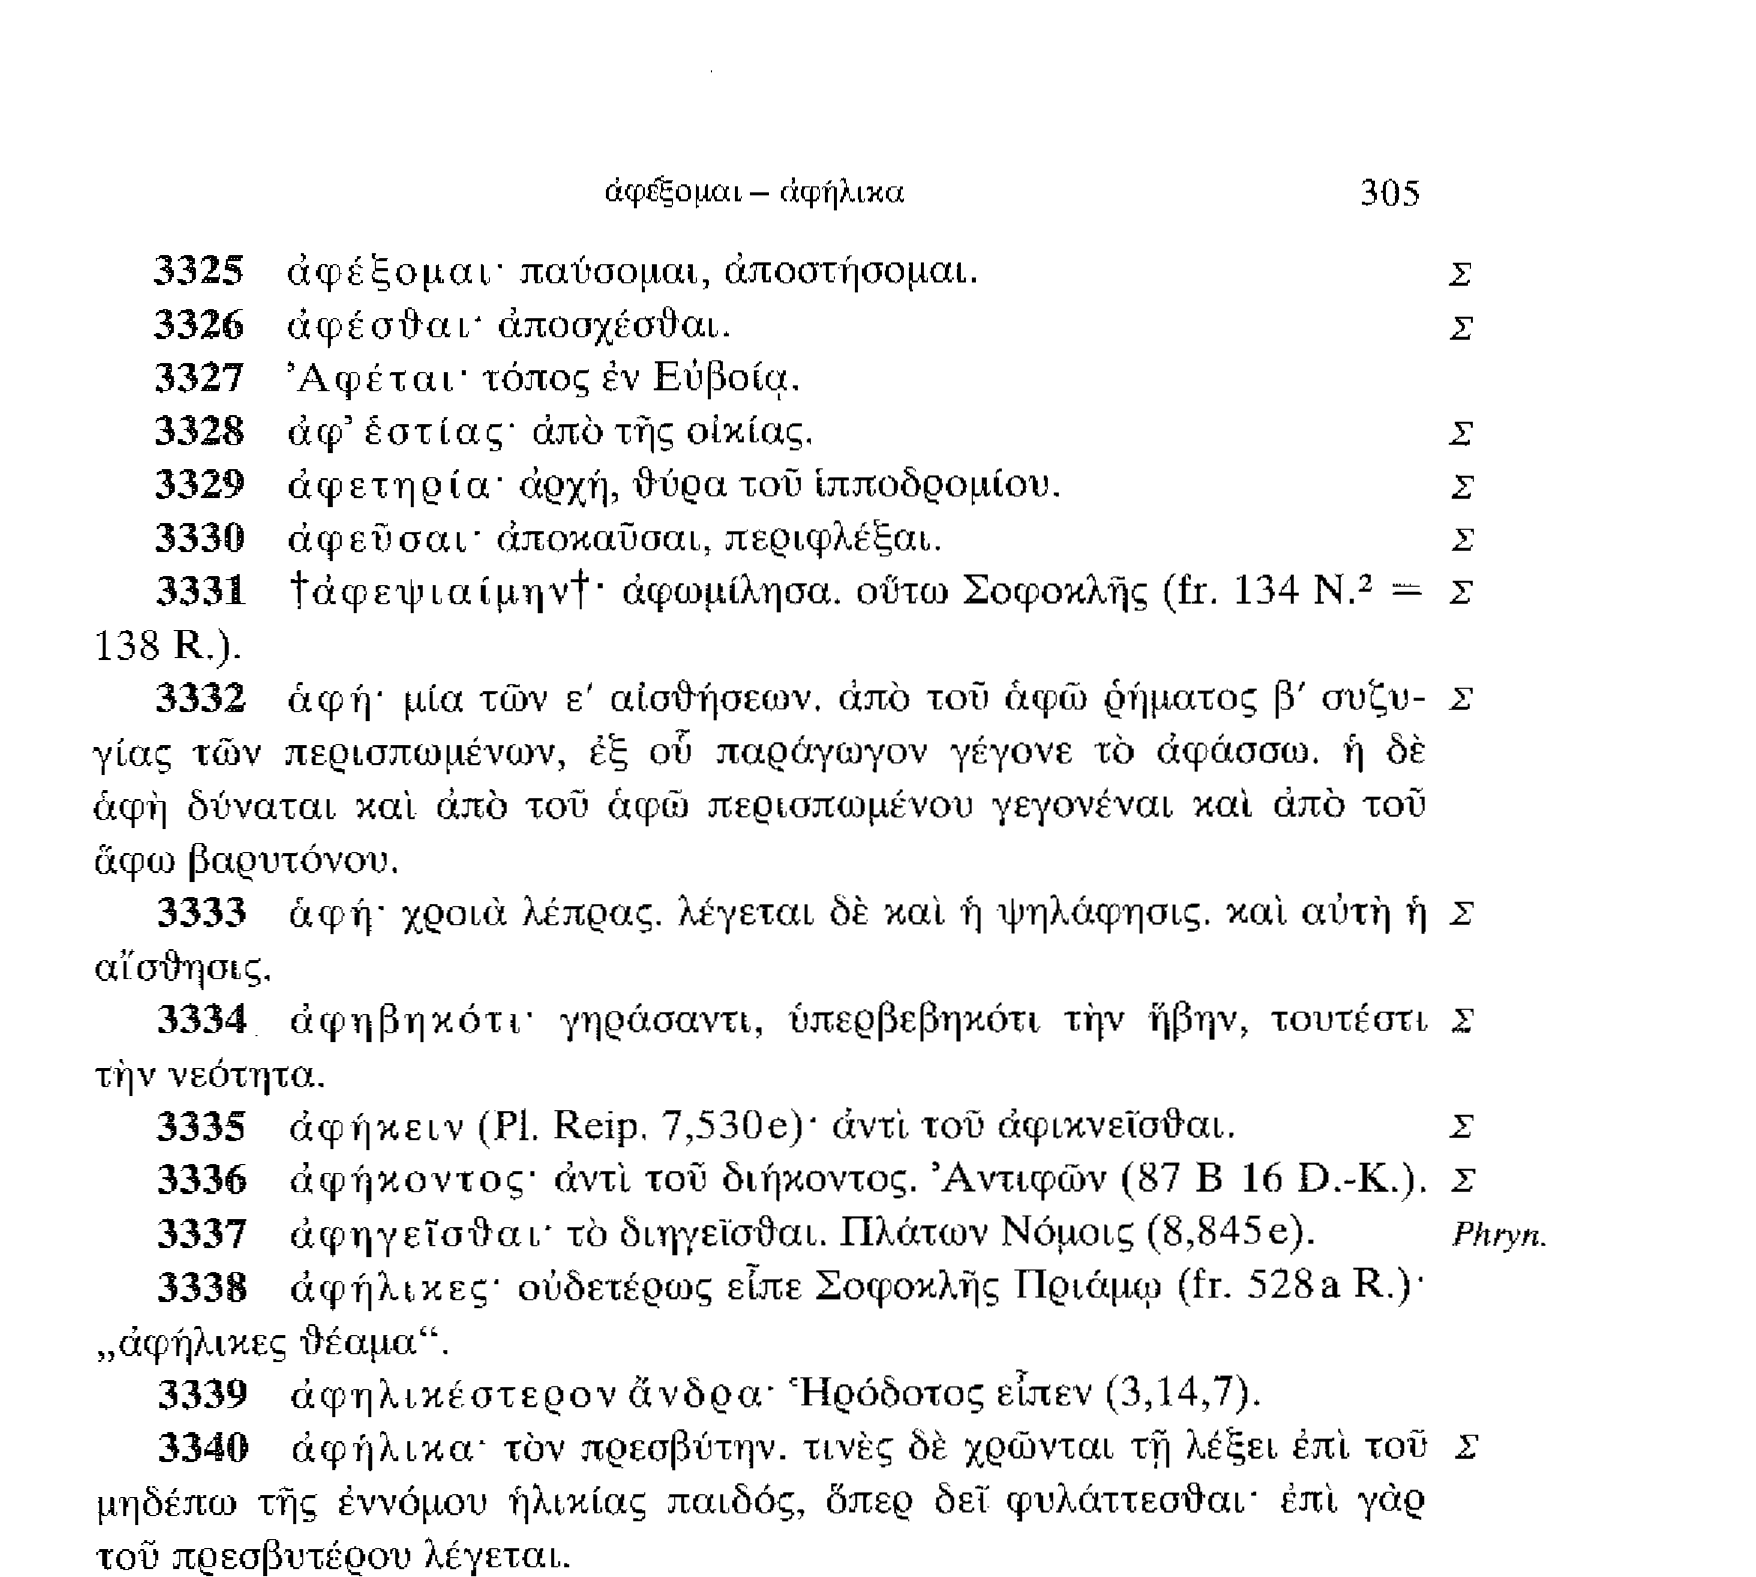 ἀφέξομαι – ἀφήλικα 305
3325 ἀφέξομαι· παύσομαι, ἀποστήσομαι. Σ
3326 ἀφέσθαι· ἀποσχέσθαι. Σ
3327 Ἀφέται· τόπος ἐν Εὐβοίᾳ.
3328 ἀφ’ ἑστίας· ἀπὸ τῆς οἰκίας. Σ
3329 ἀφετηρία· ἀρχή, θύρα τοῦ ἱπποδρομίου. Σ
3330 ἀφεῦσαι· ἀποκαῦσαι, περιφλέξαι. Σ
3331 †ἀφεψιαίμην†· ἀφωμίλησα. οὕτω Σοφοκλῆς (fr. 134 N.² = Σ
138 R.).
3332 ἁφή· μία τῶν ε′ αἰσθήσεων. ἀπὸ τοῦ ἁφῶ ῥήματος β′ συζυ- Σ
γίας τῶν περισπωμένων, ἐξ οὗ παράγωγον γέγονε τὸ ἀφάσσω. ἡ δὲ
ἁφὴ δύναται καὶ ἀπὸ τοῦ ἁφῶ περισπωμένου γεγονέναι καὶ ἀπὸ τοῦ
ἅφω βαρυτόνου.
3333 ἁφή· χροιὰ λέπρας. λέγεται δὲ καὶ ἡ ψηλάφησις. καὶ αὐτὴ ἡ Σ
αἴσθησις.
3334 ἀφηβηκότι· γηράσαντι, ὑπερβεβηκότι τὴν ἥβην, τουτέστι Σ
τὴν νεότητα.
3335 ἀφήκειν (Pl. Reip. 7,530e)· ἀντὶ τοῦ ἀφικνεῖσθαι. Σ
3336 ἀφήκοντος· ἀντὶ τοῦ διήκοντος. Ἀντιφῶν (87 B 16 D.-K.). Σ
3337 ἀφηγεῖσθαι· τὸ διηγεῖσθαι. Πλάτων Νόμοις (8,845e). Phryn.
3338 ἀφήλικες· οὐδετέρως εἶπε Σοφοκλῆς Πριάμῳ (fr. 528a R.)·
„ἀφήλικες θέαμα“.
3339 ἀφηλικέστερον ἄνδρα· Ἡρόδοτος εἶπεν (3,14,7).
3340 ἀφήλικα· τὸν πρεσβύτην. τινὲς δὲ χρῶνται τῇ λέξει ἐπὶ τοῦ Σ
μηδέπω τῆς ἐννόμου ἡλικίας παιδός, ὅπερ δεῖ φυλάττεσθαι· ἐπὶ γὰρ
τοῦ πρεσβυτέρου λέγεται.